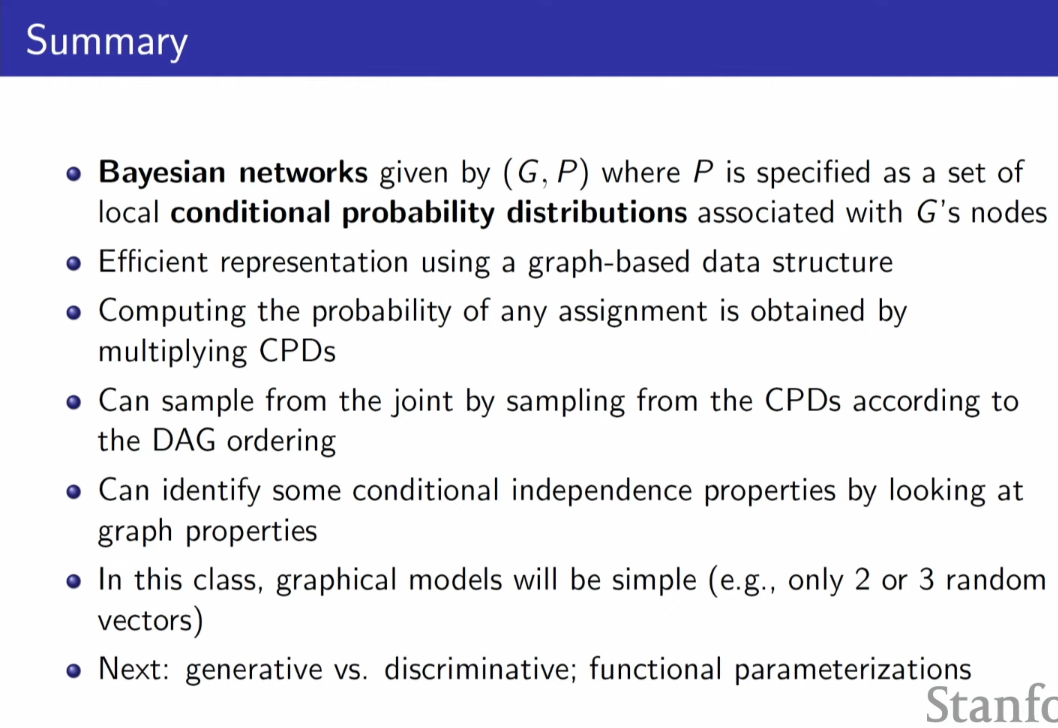 Summary
Bayesian networks given by (G, P) where P is specified as a set of
local conditional probability distributions associated with G's nodes
Efficient representation using a graph-based data structure
Computing the probability of any assignment is obtained by
multiplying CPDs
Can sample from the joint by sampling from the CPDs according to
the DAG ordering
Can identify some conditional independence properties by looking at
graph properties
In this class, graphical models will be simple (e.g., only 2 or 3 random
vectors)
Next: generative vs. discriminative; functional parameterizations